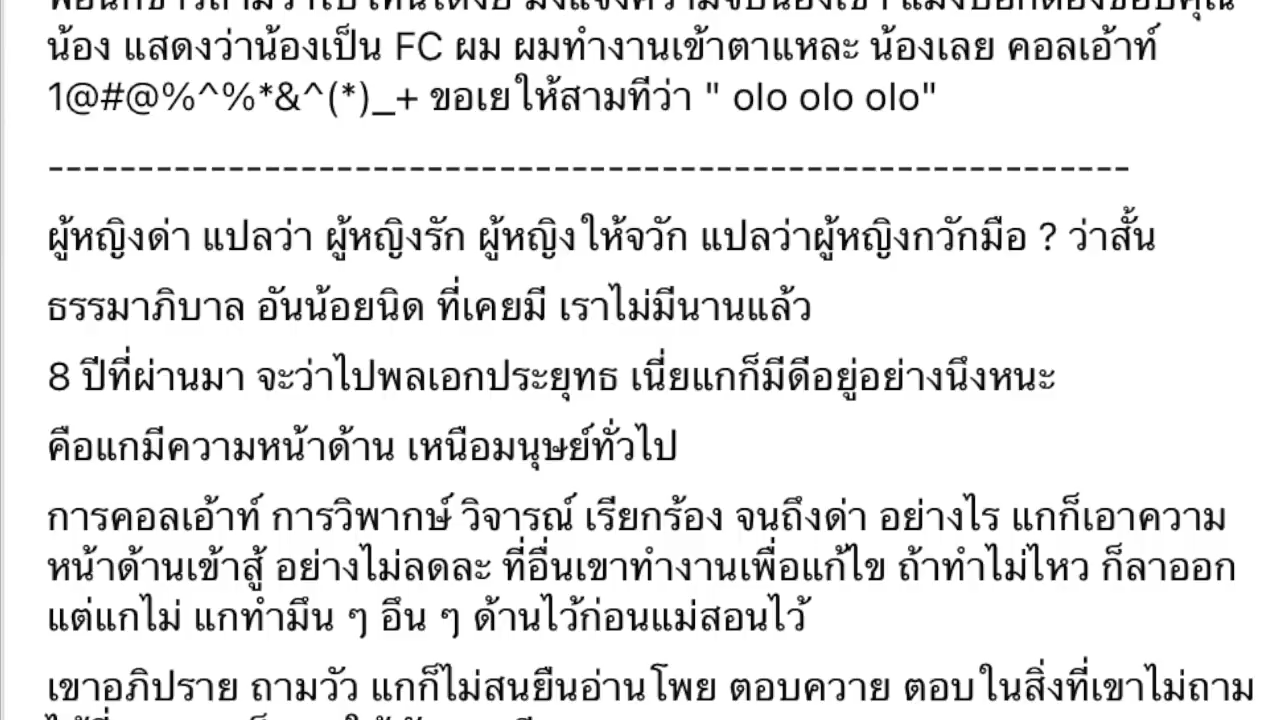 น้อง แสดงว่าน้องเป็น FC ผม ผมทำงานเข้าตาแหละ น้องเลย คอลเอ้าท์
1@#@%^%*&^(*)_+ ขอเยให้สามทีว่า " olo olo olo"
------------------------------------------------------------
ผู้หญิงด่า แปลว่า ผู้หญิงรัก ผู้หญิงให้จวัก แปลว่าผู้หญิงกวักมือ ? ว่าสั้น
ธรรมาภิบาล อันน้อยนิด ที่เคยมี เราไม่มีนานแล้ว
8 ปีที่ผ่านมา จะว่าไปพลเอกประยุทธ เนี่ยแกก็มีดีอยู่อย่างนึงหนะ
คือแกมีความหน้าด้าน เหนือมนุษย์ทั่วไป
การคอลเอ้าท์ การวิพากษ์ วิจารณ์ เรียกร้อง จนถึงด่า อย่างไร แกก็เอาความ
หน้าด้านเข้าสู้ อย่างไม่ลดละ ที่อื่นเขาทำงานเพื่อแก้ไข ถ้าทำไม่ไหว ก็ลาออก
แต่แกไม่ แกทำมึน ๆ อึน ๆ ด้านไว้ก่อนแม่สอนไว้
เขาอภิปราย ถามวัว แกก็ไม่สนยืนอ่านโพย ตอบควาย ตอบในสิ่งที่เขาไม่ถาม